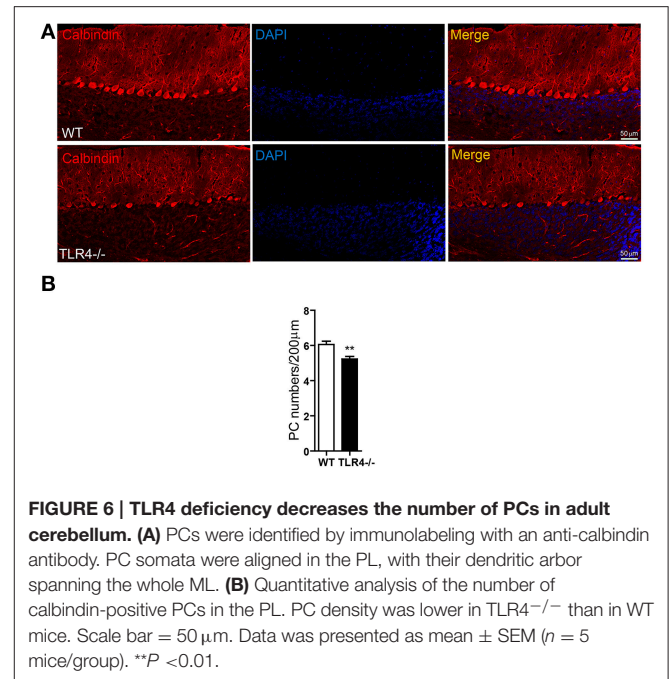 A
Calbindin
DAPI
Merge
WT
50 μm
Calbindin
DAPI
Merge
TLR4-/-
50 μm
B
PC numbers/200μm
8
6
4
2
0
**
WT TLR4-/-
FIGURE 6 | TLR4 deficiency decreases the number of PCs in adult
cerebellum. (A) PCs were identified by immunolabeling with an anti-calbindin
antibody. PC somata were aligned in the PL, with their dendritic arbor
spanning the whole ML. (B) Quantitative analysis of the number of
calbindin-positive PCs in the PL. PC density was lower in TLR4−/− than in WT
mice. Scale bar = 50 μm. Data was presented as mean ± SEM (n = 5
mice/group). **P <0.01.